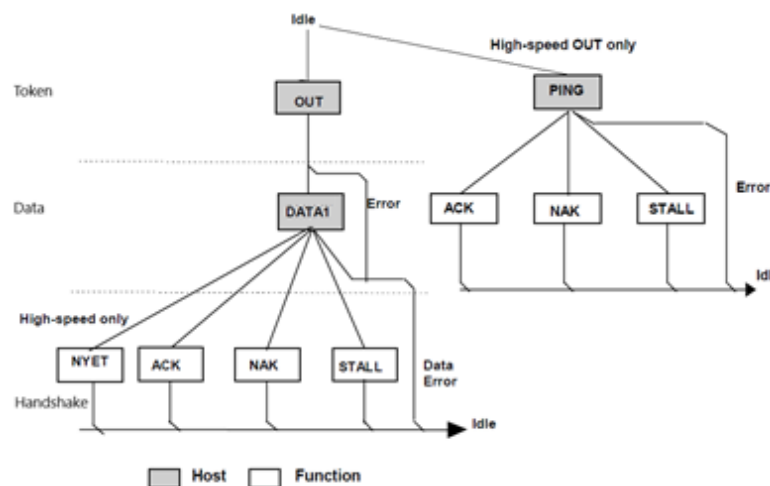 Idle
High-speed OUT only
Token
OUT
PING
Data
DATA1
Error
ACK
NAK
STALL
Error
Idl
High-speed only
NYET
ACK
NAK
STALL
Data
Error
Handshake
Idle
Host
Function